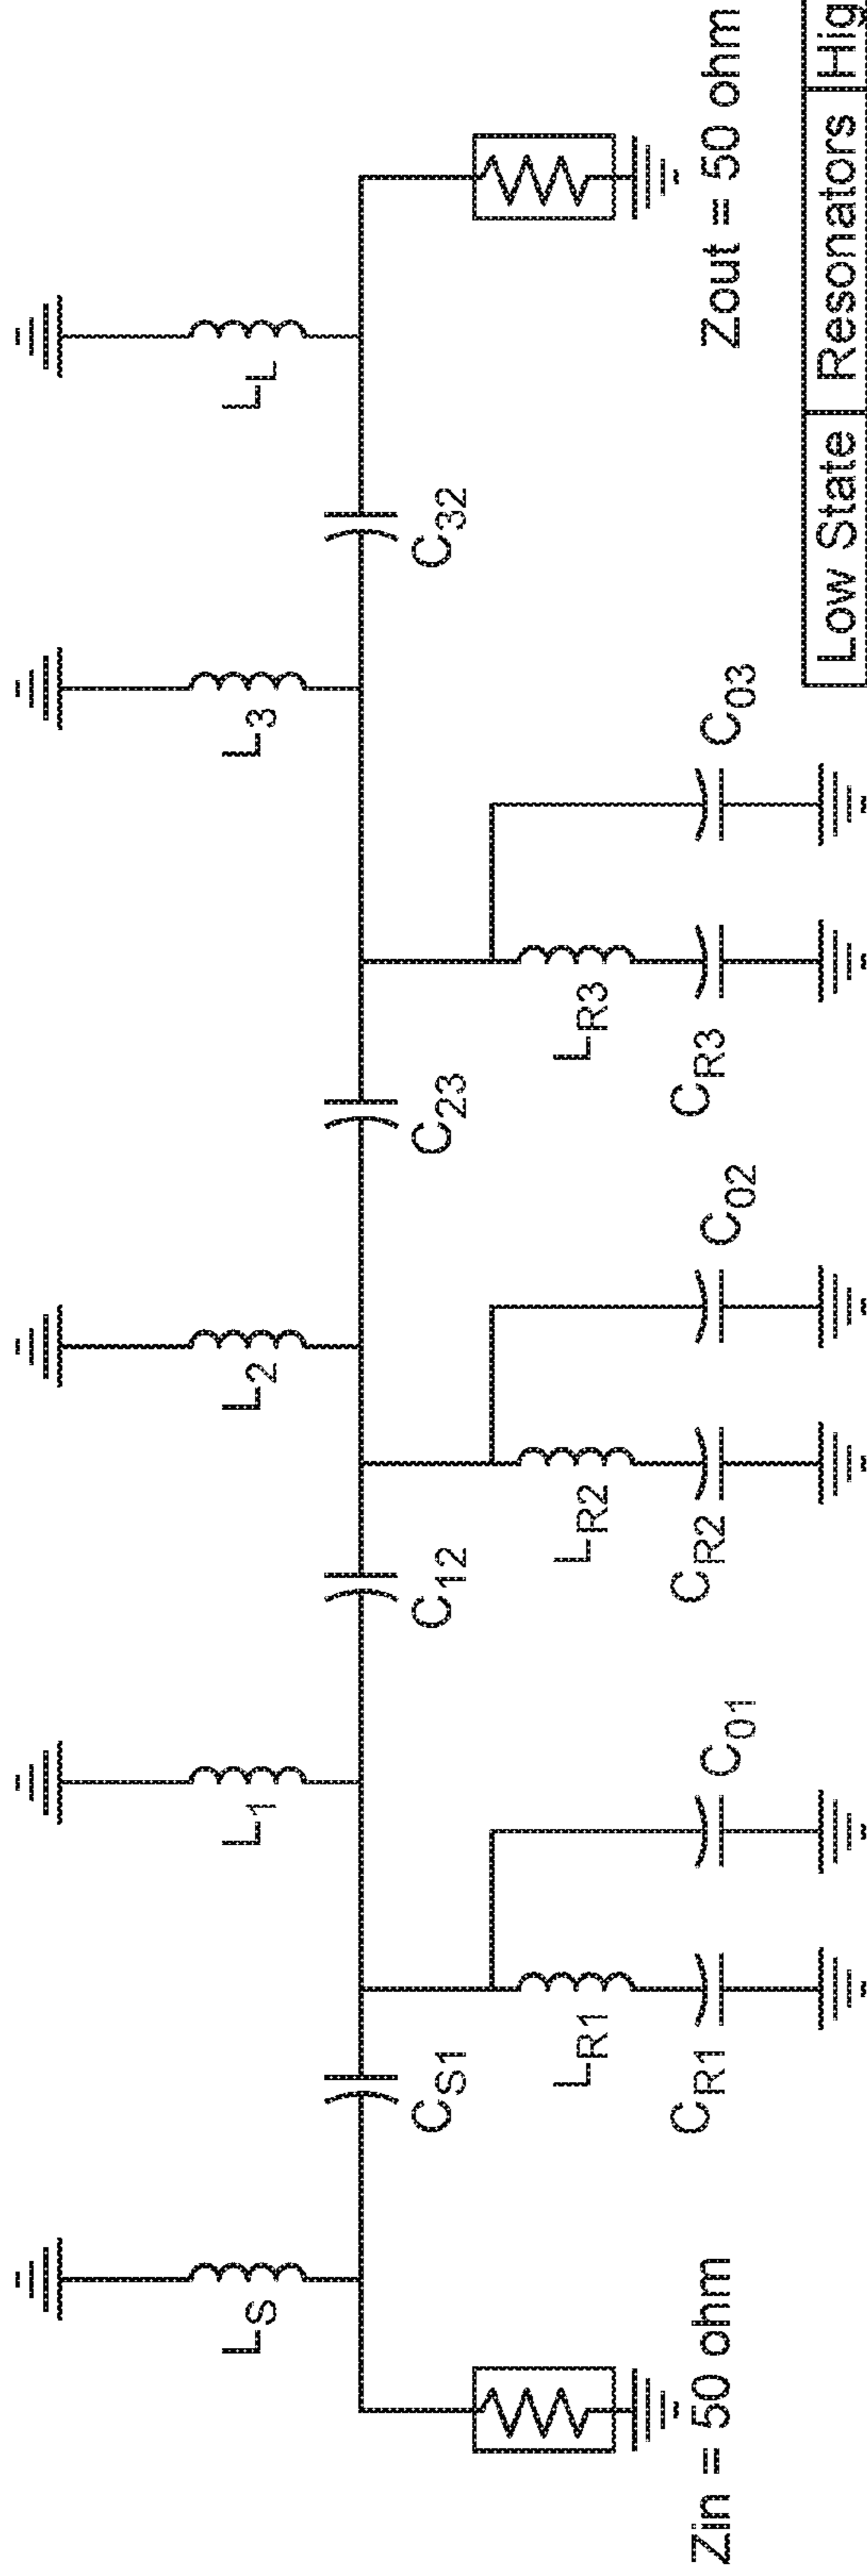 L_S
L_1
L_2
L_3
L_L
C_S1
C_12
C_23
C_32
L_R1
L_R2
L_R3
C_R1
C_01
C_R2
C_02
C_R3
C_03
Zin = 50 ohm
Zout = 50 ohm
Low State Resonators